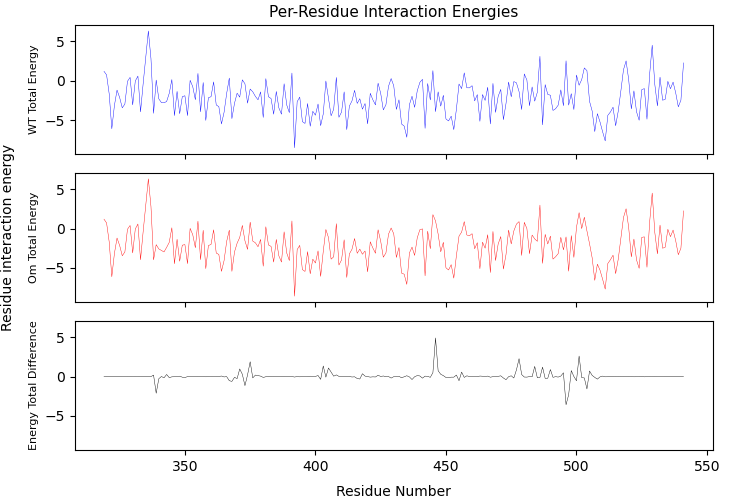 Per-Residue Interaction Energies
Residue interaction energy
WT Total Energy
5
0
−5
Om Total Energy
5
0
−5
Energy Total Difference
5
0
−5
350
400
450
500
550
Residue Number